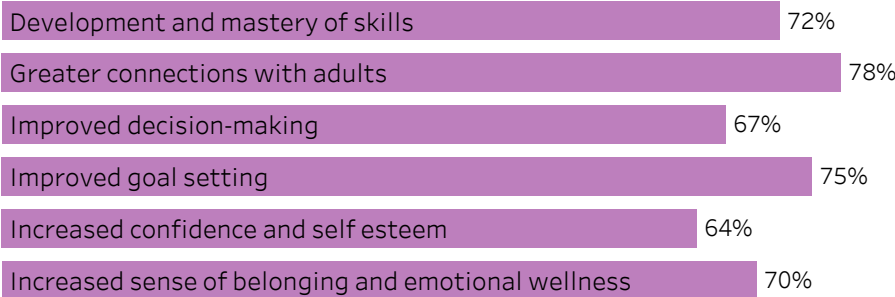 Development and mastery of skills 72%
Greater connections with adults 78%
Improved decision-making 67%
Improved goal setting 75%
Increased confidence and self esteem 64%
Increased sense of belonging and emotional wellness 70%